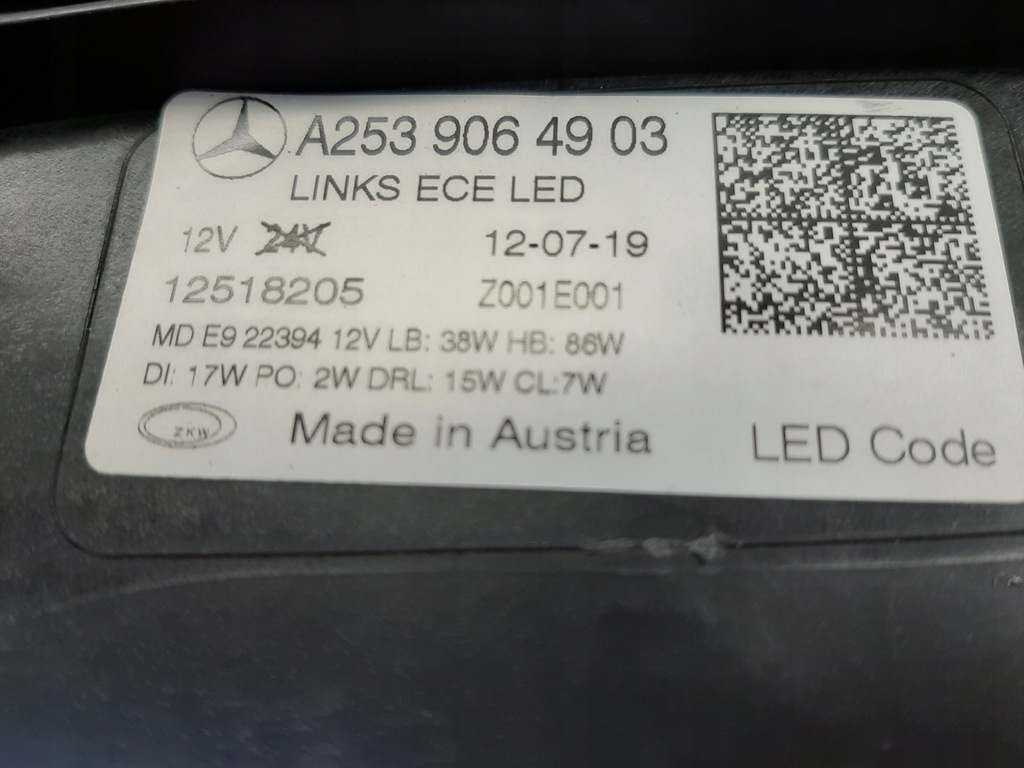 A253 906 49 03
LINKS ECE LED
12V 24V 12-07-19
12518205 Z001E001
MD E9 22394 12V LB: 38W HB: 86W
DI: 17W PO: 2W DRL: 15W CL:7W
ZKW Made in Austria LED Code